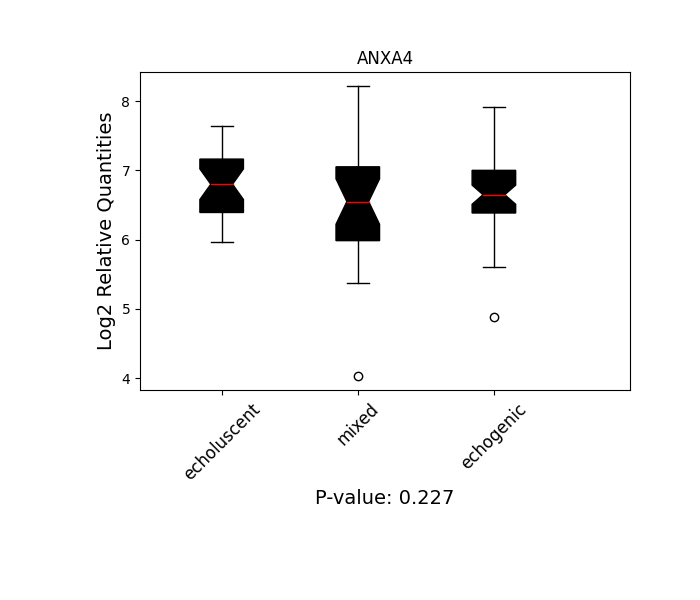 ANXA4
Log2 Relative Quantities
8
7
6
5
4
echoluscent
mixed
echogenic
P-value: 0.227